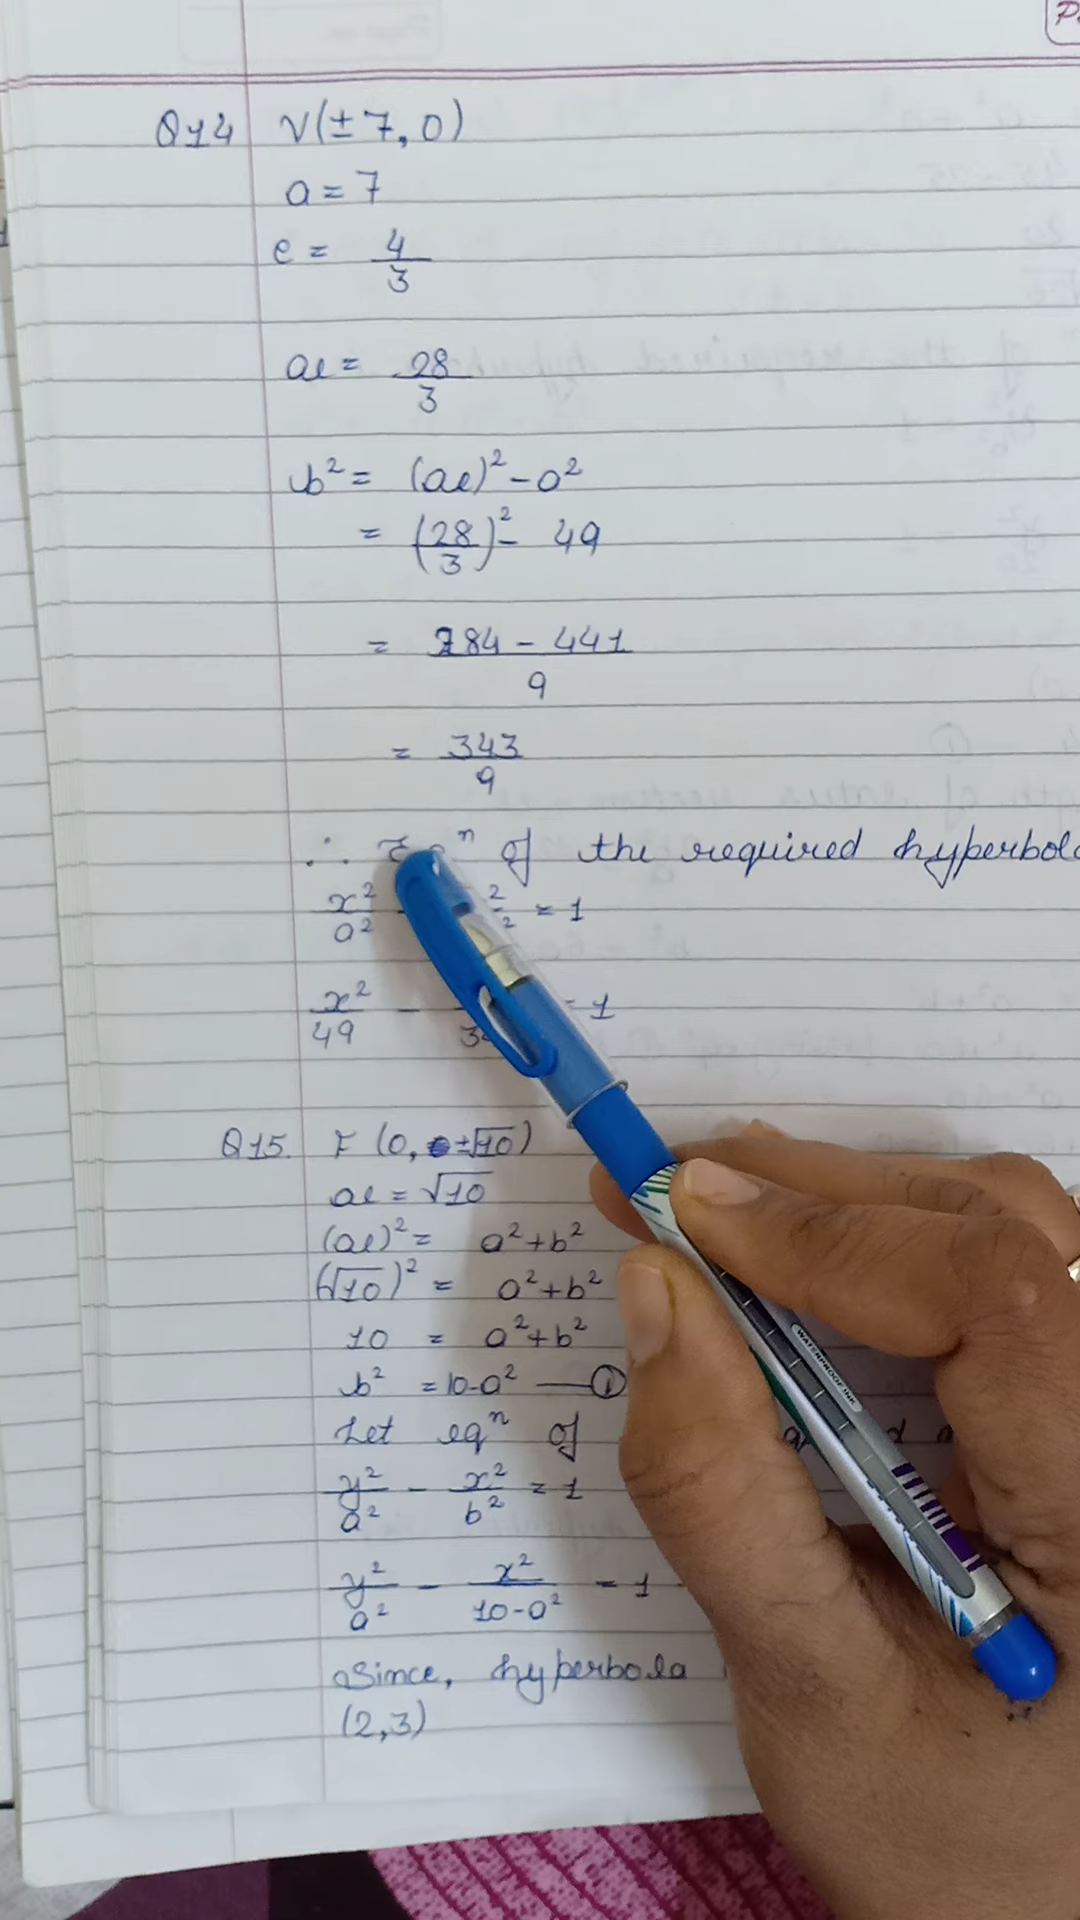 Q14 V(±7, 0)
a = 7
e = 4/3
ae = 28/3
b² = (ae)² - a²
= (28/3)² - 49
= 784 - 441 / 9
= 343/9
∴ of the required hyperbola
x²/a² = 1
x²/49 - = 1
Q15. F (0, ±√10)
ae = √10
(ae)² = a² + b²
(√10)² = a² + b²
10 = a² + b²
b² = 10 - a² — ①
Let eqⁿ of
y²/a² - x²/b² = 1
y²/a² - x²/10 - a² = 1
Since, hyperbola
(2,3)
WATERPROOF INK